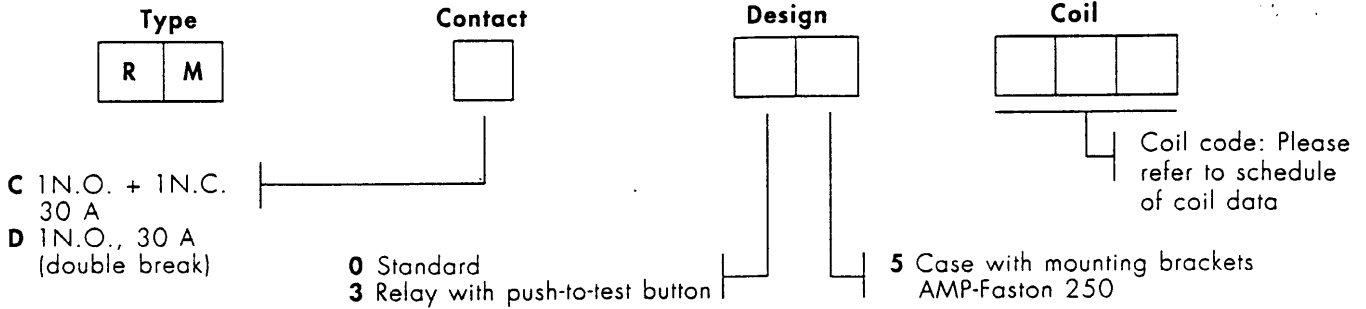 Type Contact Design Coil
R M
Coil code: Please
refer to schedule
of coil data
C 1N.O. + 1N.C.
30 A
D 1N.O., 30 A
(double break)
0 Standard
3 Relay with push-to-test button
5 Case with mounting brackets
AMP-Faston 250